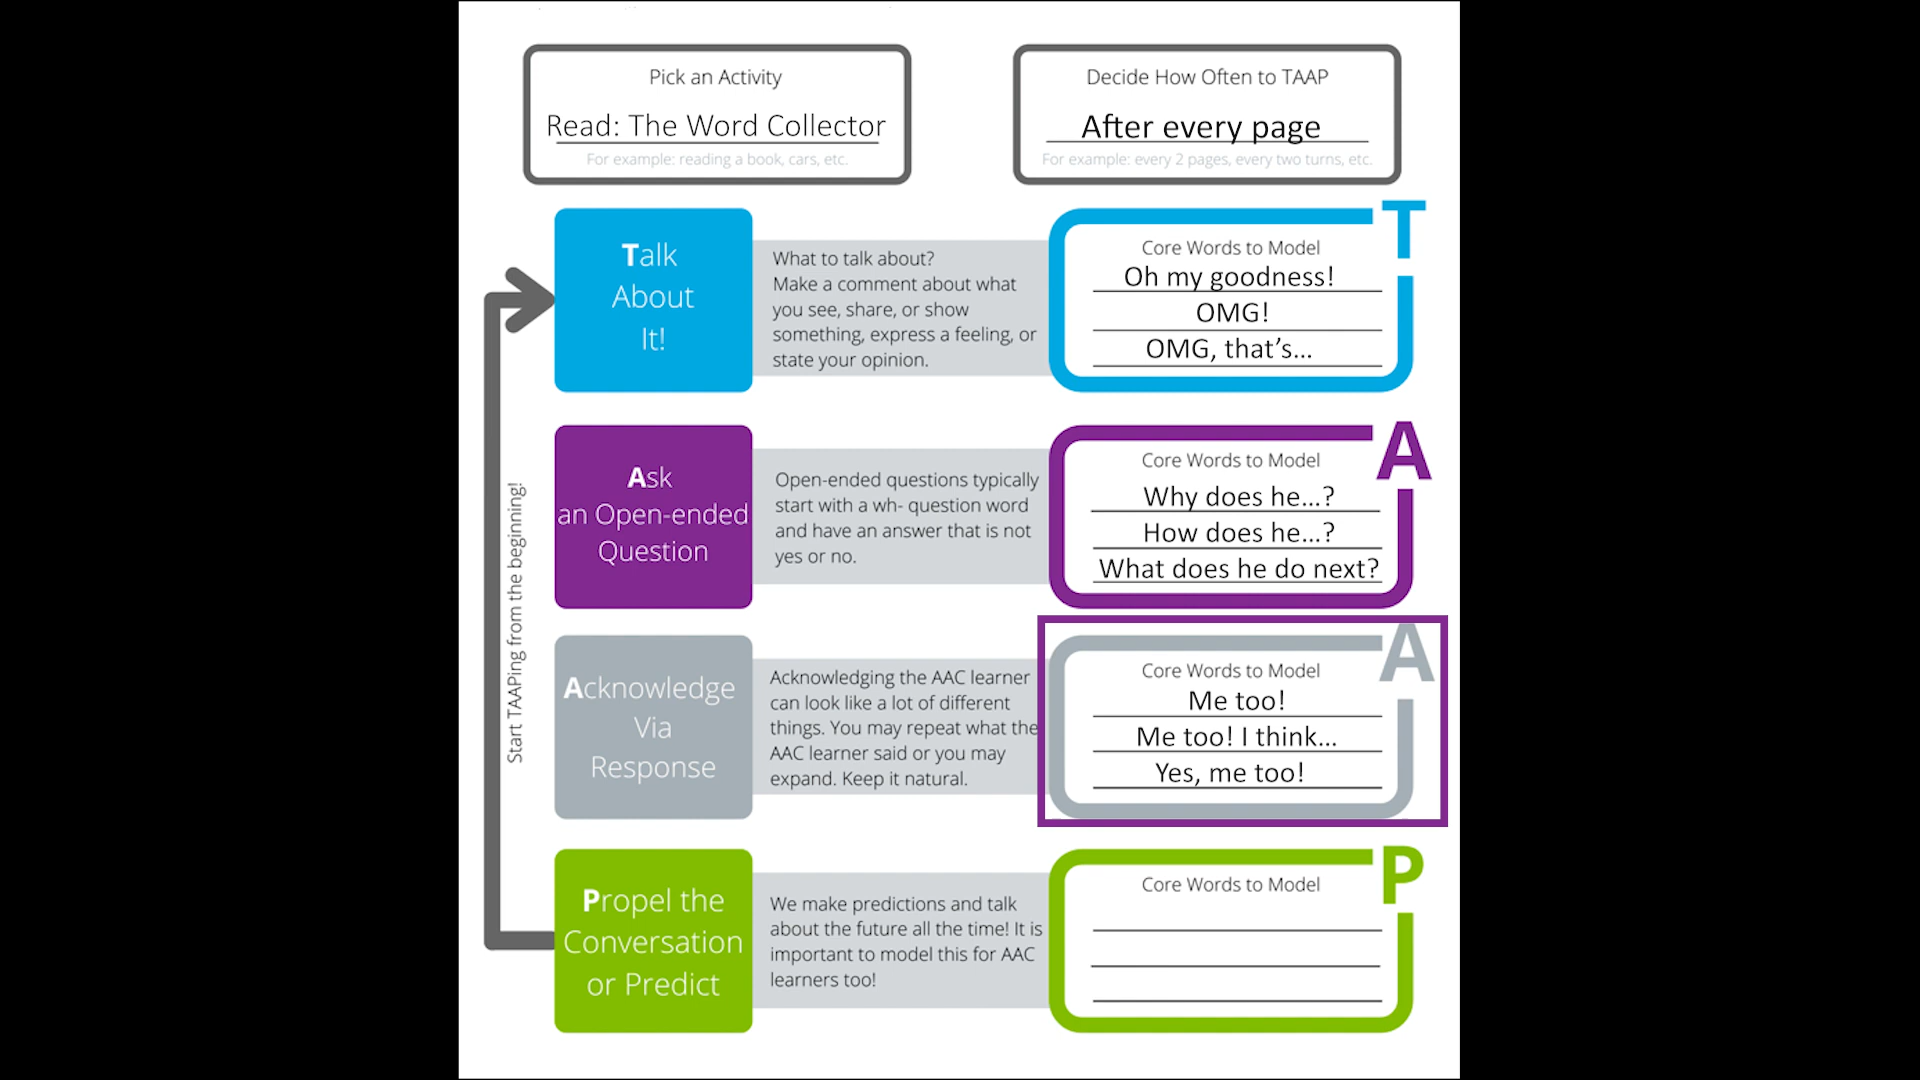 Pick an Activity
Read: The Word Collector
For example: reading a book, cars, etc.
Decide How Often to TAAP
After every page
For example: every 2 pages, every two turns, etc.
Start TAAPing from the beginning!
Talk
About
It!
What to talk about?
Make a comment about what
you see, share, or show
something, express a feeling, or
state your opinion.
T
Core Words to Model
Oh my goodness!
OMG!
OMG, that’s...
Ask
an Open-ended
Question
Open-ended questions typically
start with a wh- question word
and have an answer that is not
yes or no.
A
Core Words to Model
Why does he...?
How does he...?
What does he do next?
Acknowledge
Via
Response
Acknowledging the AAC learner
can look like a lot of different
things. You may repeat what the
AAC learner said or you may
expand. Keep it natural.
A
Core Words to Model
Me too!
Me too! I think...
Yes, me too!
Propel the
Conversation
or Predict
We make predictions and talk
about the future all the time! It is
important to model this for AAC
learners too!
P
Core Words to Model